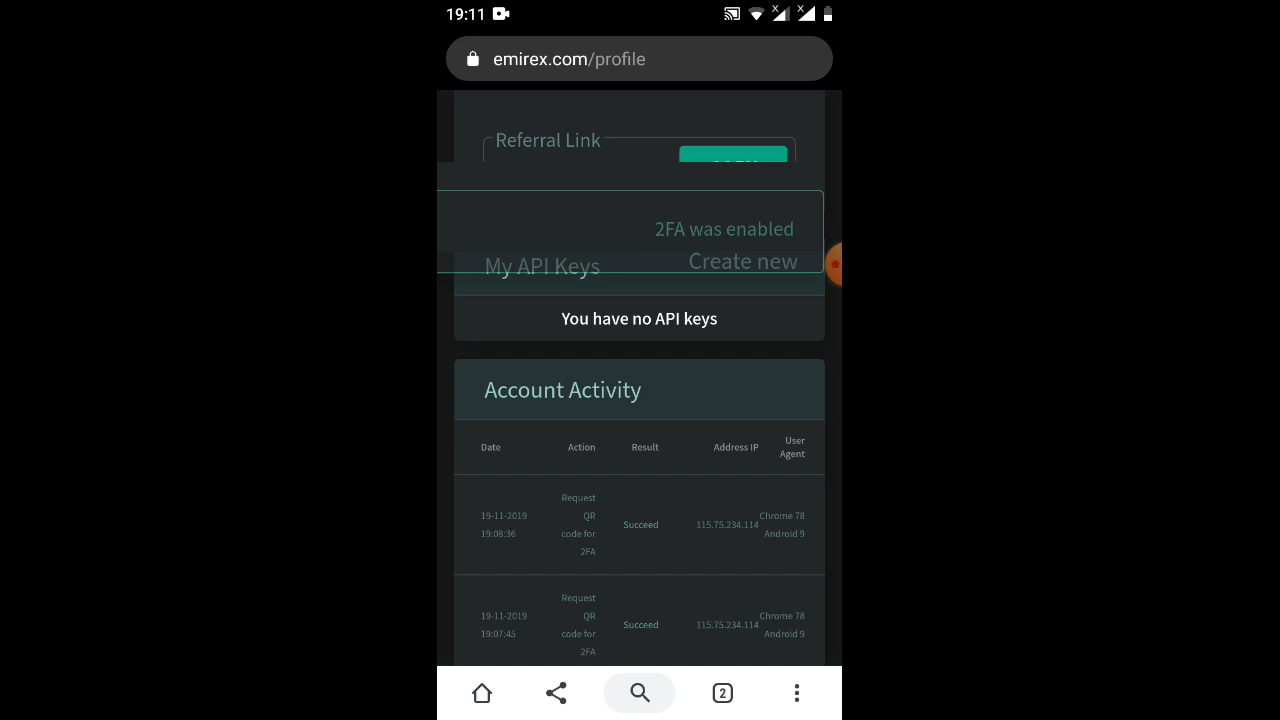 19:11
emirex.com/profile
Referral Link
2FA was enabled
My API Keys
Create new
You have no API keys
Account Activity
Date Action Result Address IP User Agent
19-11-2019 19:08:36 Request QR code for 2FA Succeed 115.75.234.114 Chrome 78 Android 9
19-11-2019 19:07:45 Request QR code for 2FA Succeed 115.75.234.114 Chrome 78 Android 9
2